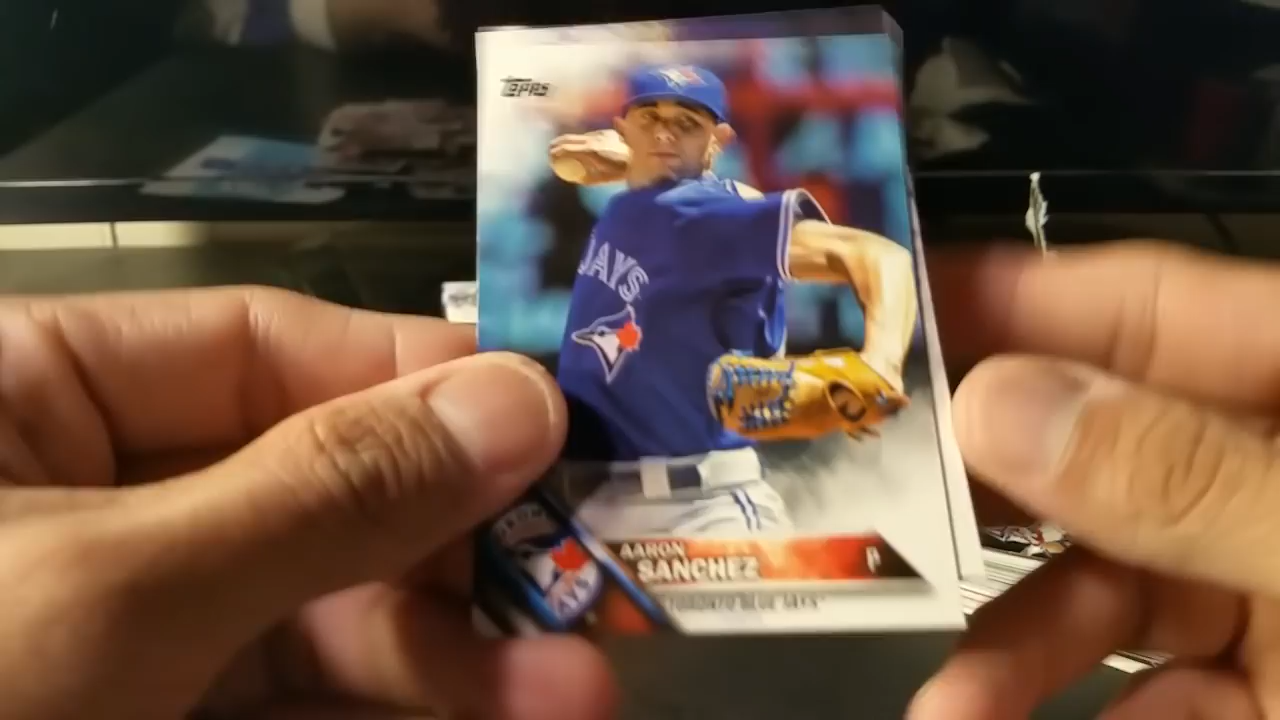 TOPPS
JAYS
AARON
SANCHEZ
P
TORONTO BLUE JAYS